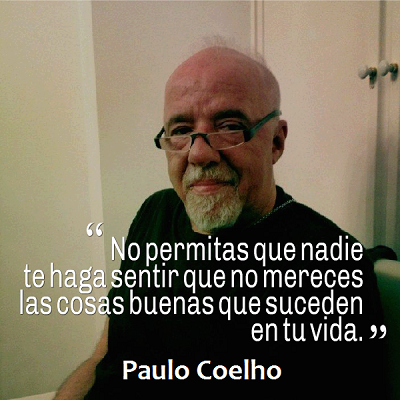 “ No permitas que nadie
te haga sentir que no mereces
las cosas buenas que suceden
en tu vida. ”
Paulo Coelho